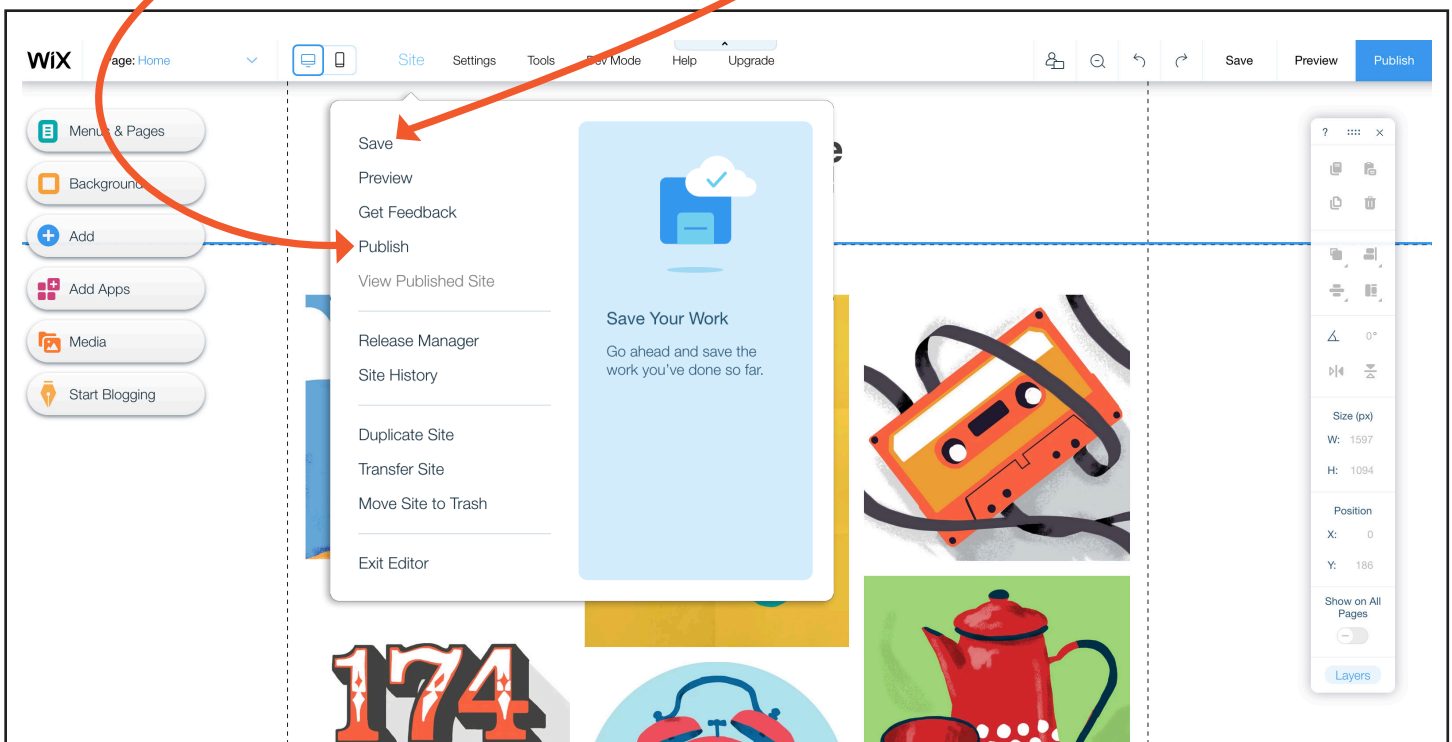 WiX Page: Home Site Settings Tools Dev Mode Help Upgrade Save Preview Publish
Menus & Pages
Background
Add
Add Apps
Media
Start Blogging
Save
Preview
Get Feedback
Publish
View Published Site
Release Manager
Site History
Duplicate Site
Transfer Site
Move Site to Trash
Exit Editor
Save Your Work
Go ahead and save the
work you've done so far.
e
174
?
0°
Size (px)
W: 1597
H: 1094
Position
X: 0
Y: 186
Show on All
Pages
Layers